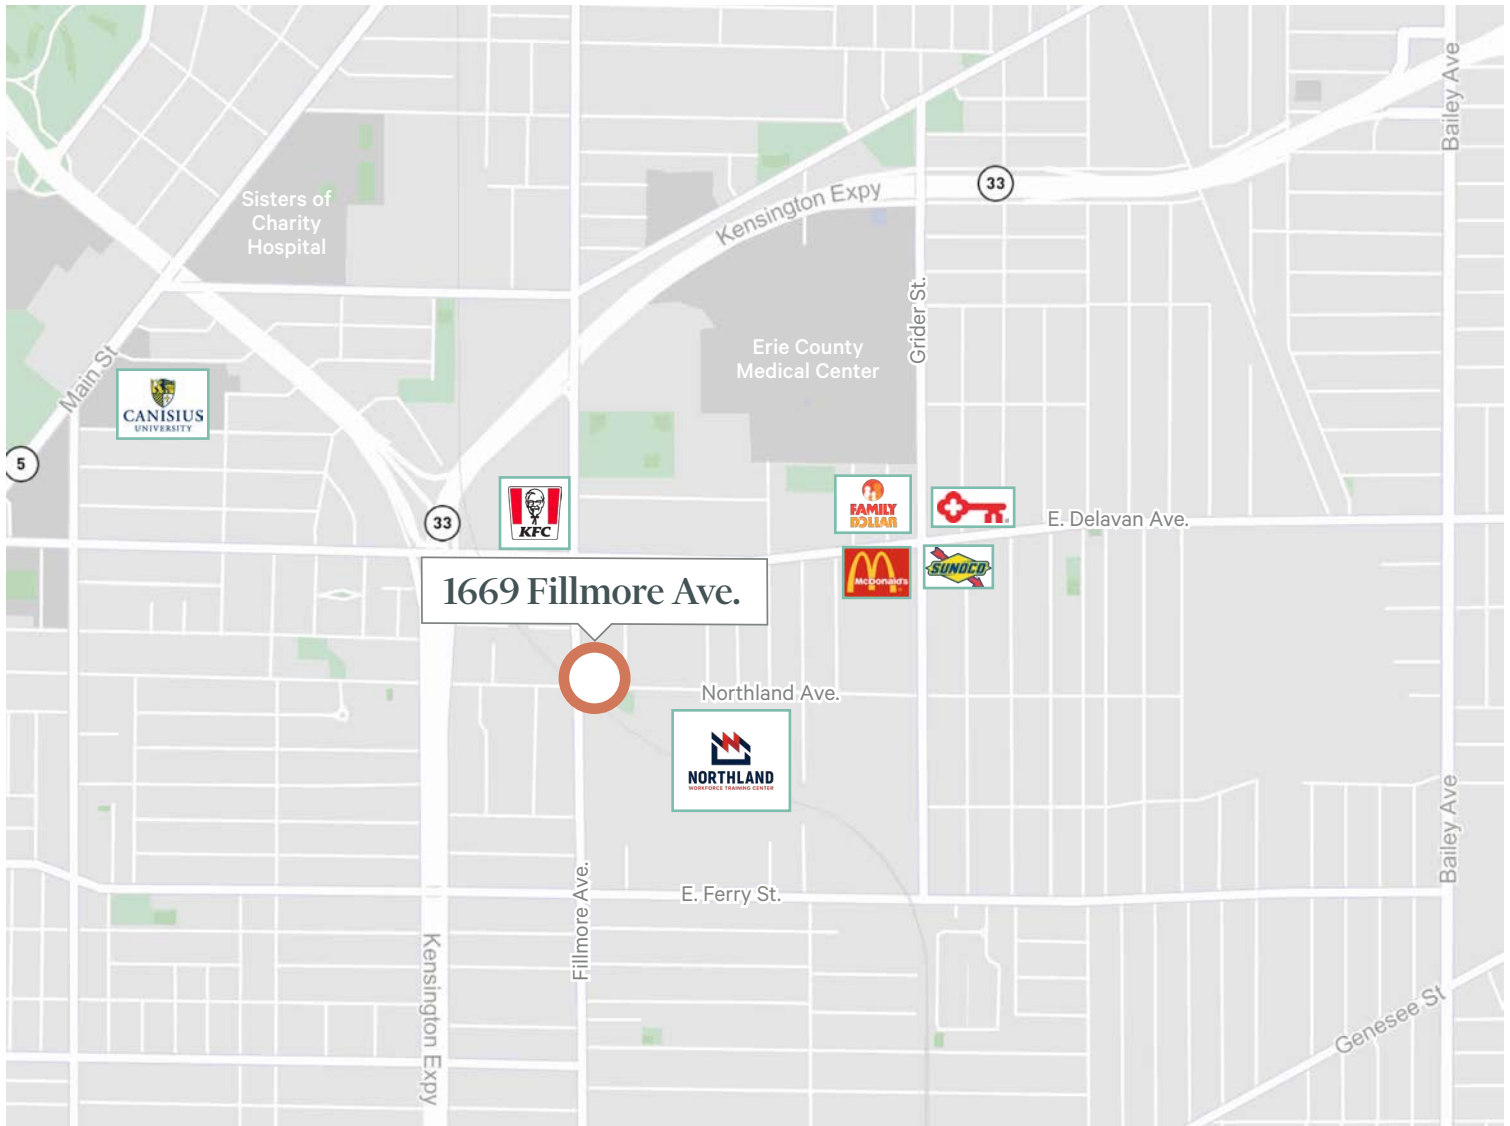 Bailey Ave
33
Kensington Expy
Sisters of
Charity
Hospital
Grider St.
Erie County
Medical Center
Main St
CANISIUS
UNIVERSITY
5
33
KFC
FAMILY
DOLLAR
E. Delavan Ave.
McDonald's
SUNOCO
1669 Fillmore Ave.
Northland Ave.
NORTHLAND
WORKFORCE TRAINING CENTER
Bailey Ave
E. Ferry St.
Fillmore Ave.
Kensington Expy
Genesee St